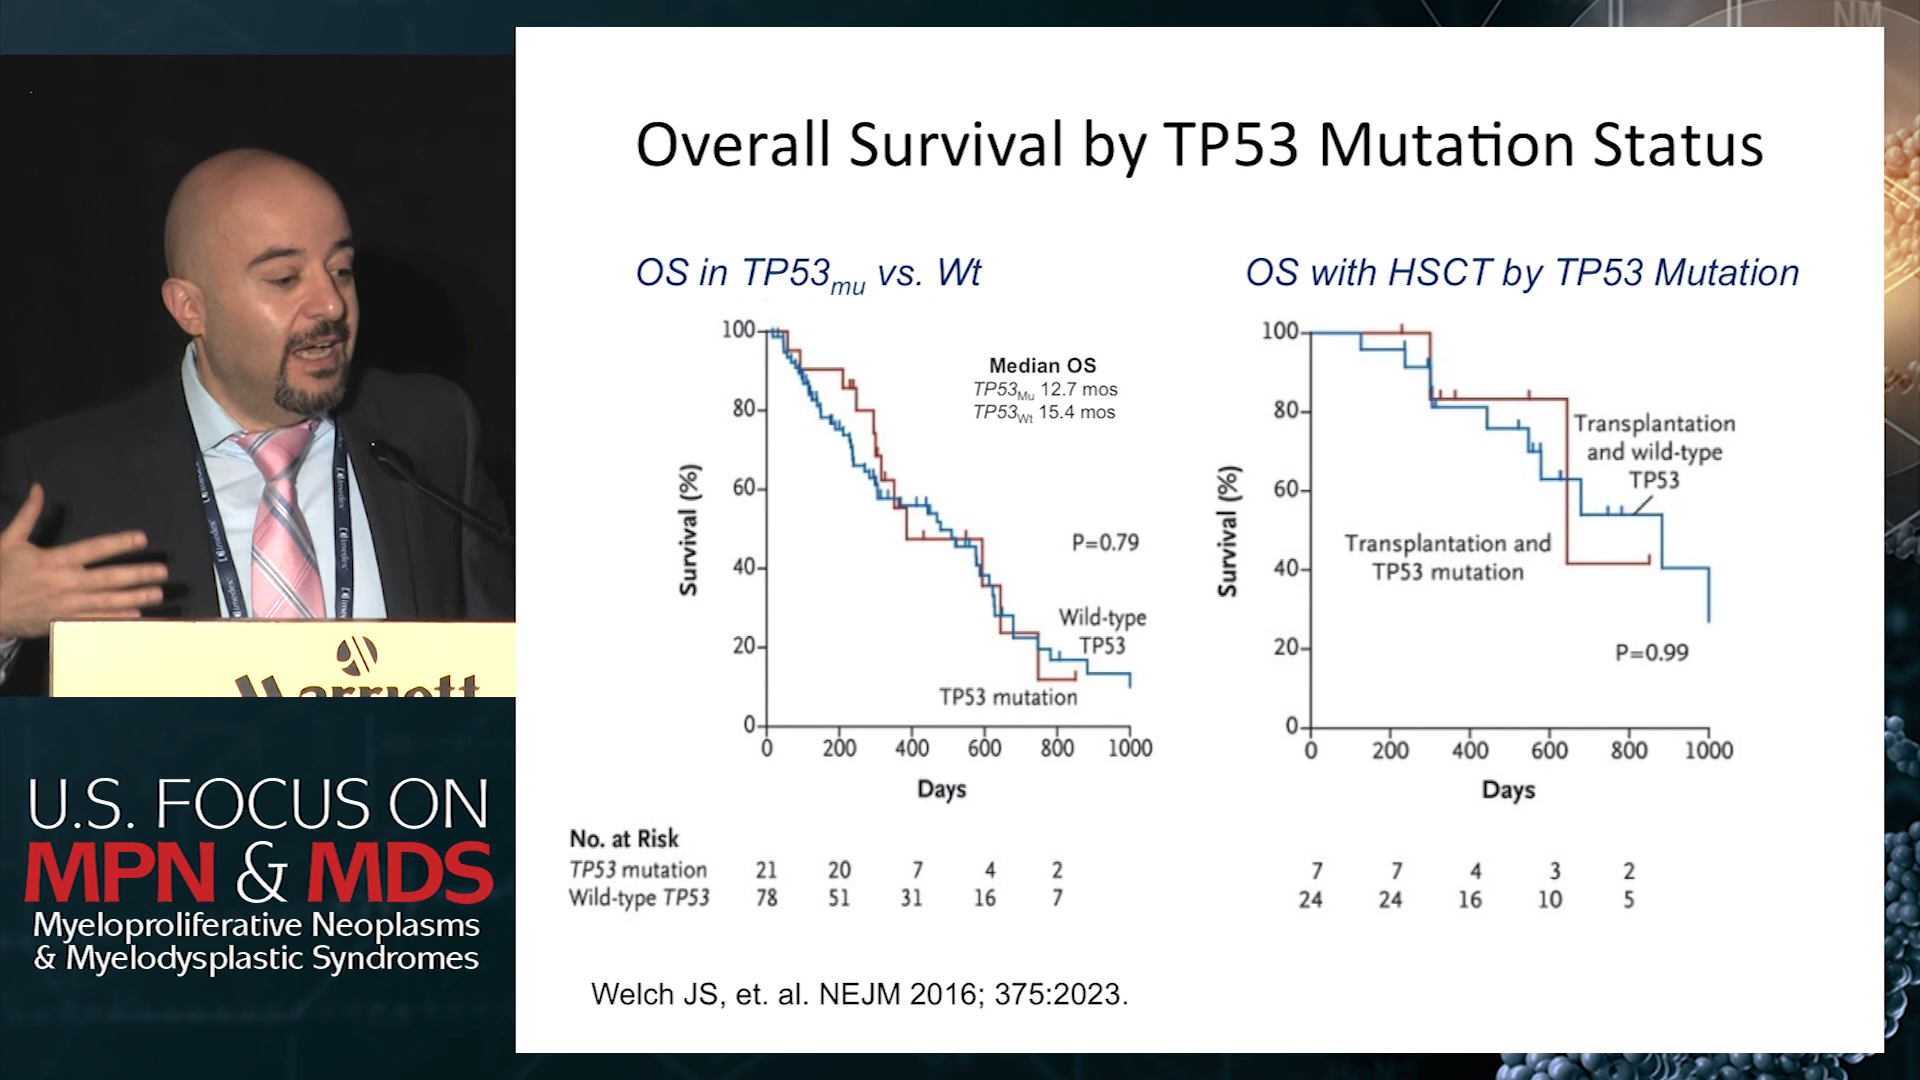 Overall Survival by TP53 Mutation Status
OS in TP53mu vs. Wt
100
80
60
40
20
0
Survival (%)
Median OS
TP53Mu 12.7 mos
TP53Wt 15.4 mos
P=0.79
Wild-type
TP53
TP53 mutation
0 200 400 600 800 1000
Days
OS with HSCT by TP53 Mutation
100
80
60
40
20
0
Survival (%)
Transplantation
and wild-type
TP53
Transplantation and
TP53 mutation
P=0.99
0 200 400 600 800 1000
Days
No. at Risk
TP53 mutation 21 20 7 4 2 7 7 4 3 2
Wild-type TP53 78 51 31 16 7 24 24 16 10 5
Welch JS, et. al. NEJM 2016; 375:2023.
Marriott
U.S. FOCUS ON
MPN & MDS
Myeloproliferative Neoplasms
& Myelodysplastic Syndromes
NM